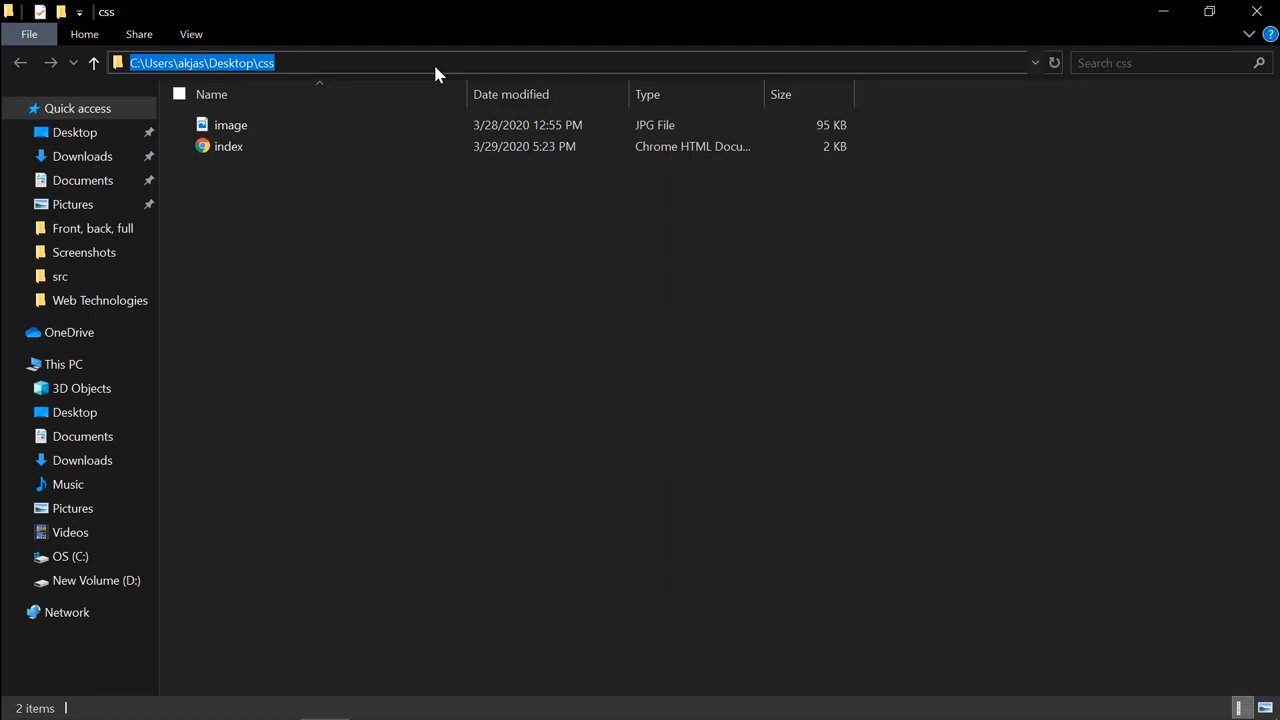 css
File Home Share View
C:\Users\akjas\Desktop\css
Search css
Name Date modified Type Size
image 3/28/2020 12:55 PM JPG File 95 KB
index 3/29/2020 5:23 PM Chrome HTML Docu... 2 KB
Quick access
Desktop
Downloads
Documents
Pictures
Front, back, full
Screenshots
src
Web Technologies
OneDrive
This PC
3D Objects
Desktop
Documents
Downloads
Music
Pictures
Videos
OS (C:)
New Volume (D:)
Network
2 items